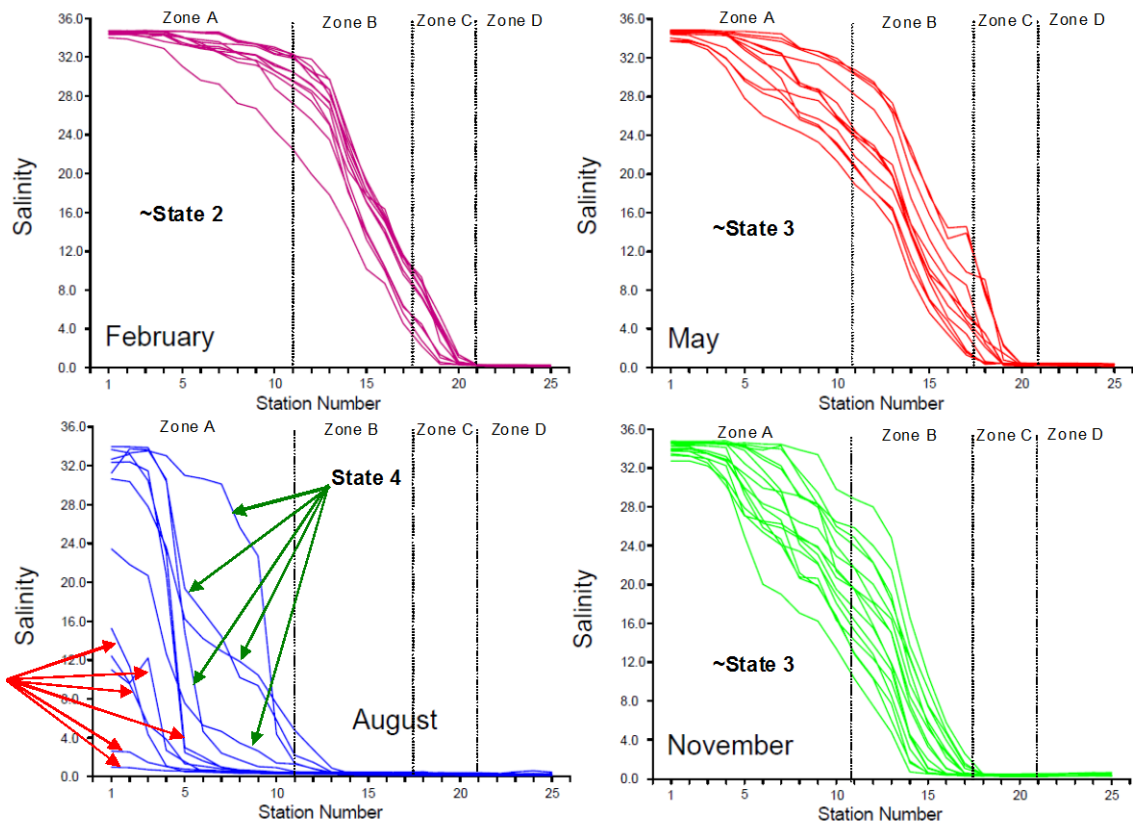 Zone A Zone B Zone C Zone D
36.0
32.0
28.0
24.0
20.0
16.0
12.0
8.0
4.0
0.0
Salinity
~State 2
February
1 5 10 15 20 25
Station Number
Zone A Zone B Zone C Zone D
36.0
32.0
28.0
24.0
20.0
16.0
12.0
8.0
4.0
0.0
Salinity
~State 3
May
1 5 10 15 20 25
Station Number
Zone A Zone B Zone C Zone D
36.0
32.0
28.0
24.0
20.0
16.0
12.0
8.0
4.0
0.0
Salinity
State 4
August
1 5 10 15 20 25
Station Number
Zone A Zone B Zone C Zone D
36.0
32.0
28.0
24.0
20.0
16.0
12.0
8.0
4.0
0.0
Salinity
~State 3
November
1 5 10 15 20 25
Station Number